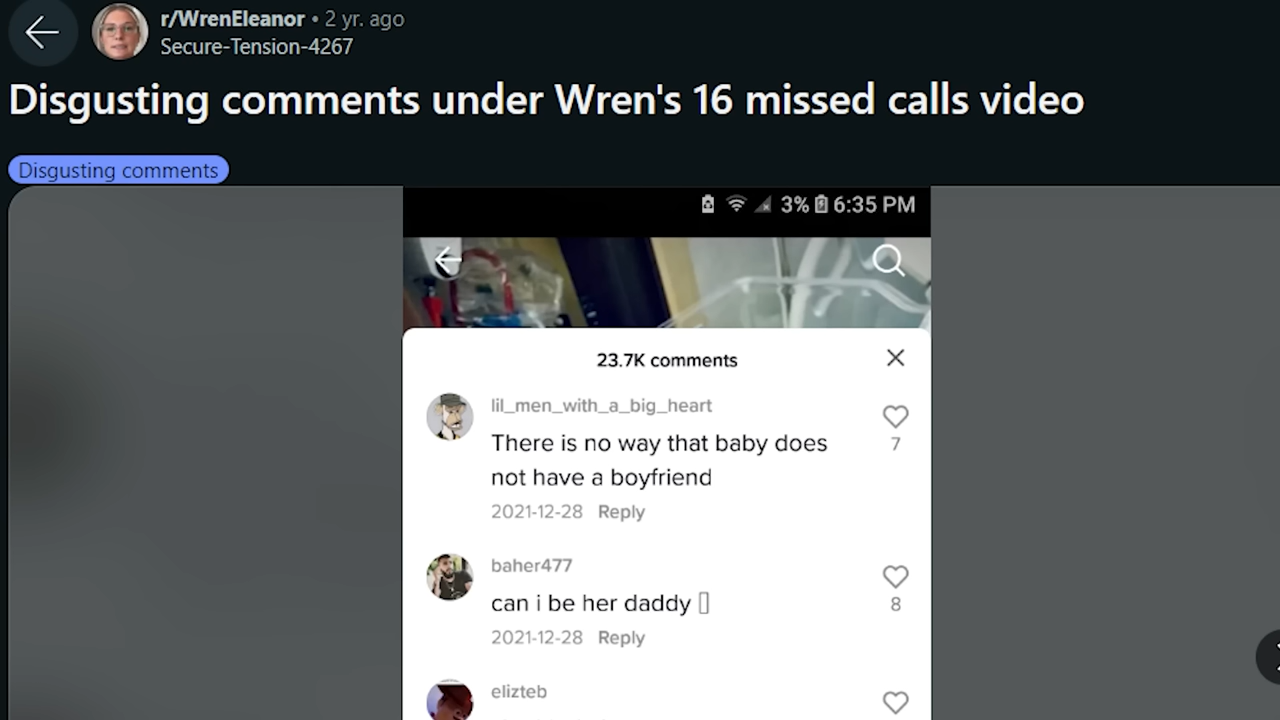 r/WrenEleanor • 2 yr. ago
Secure-Tension-4267
Disgusting comments under Wren's 16 missed calls video
Disgusting comments
3% 6:35 PM
23.7K comments
lil_men_with_a_big_heart
There is no way that baby does
not have a boyfriend
7
2021-12-28 Reply
baher477
can i be her daddy
8
2021-12-28 Reply
elizteb